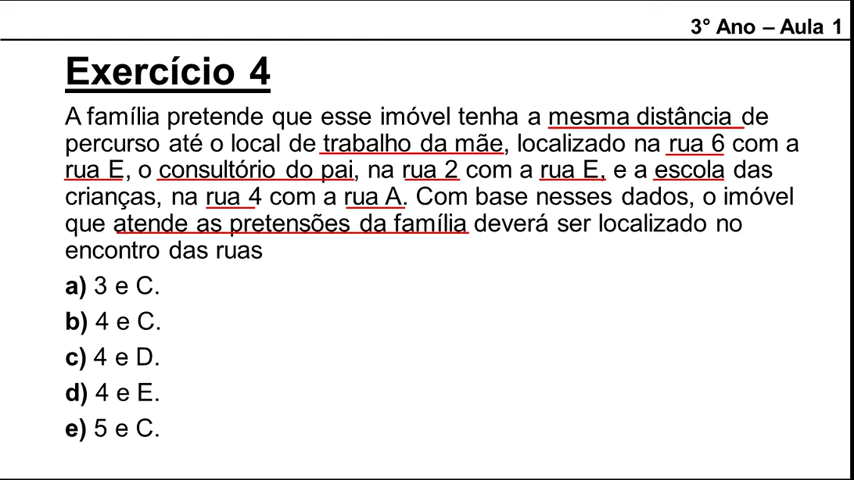 3° Ano – Aula 1
Exercício 4
A família pretende que esse imóvel tenha a mesma distância de
percurso até o local de trabalho da mãe, localizado na rua 6 com a
rua E, o consultório do pai, na rua 2 com a rua E, e a escola das
crianças, na rua 4 com a rua A. Com base nesses dados, o imóvel
que atende as pretensões da família deverá ser localizado no
encontro das ruas
a) 3 e C.
b) 4 e C.
c) 4 e D.
d) 4 e E.
e) 5 e C.